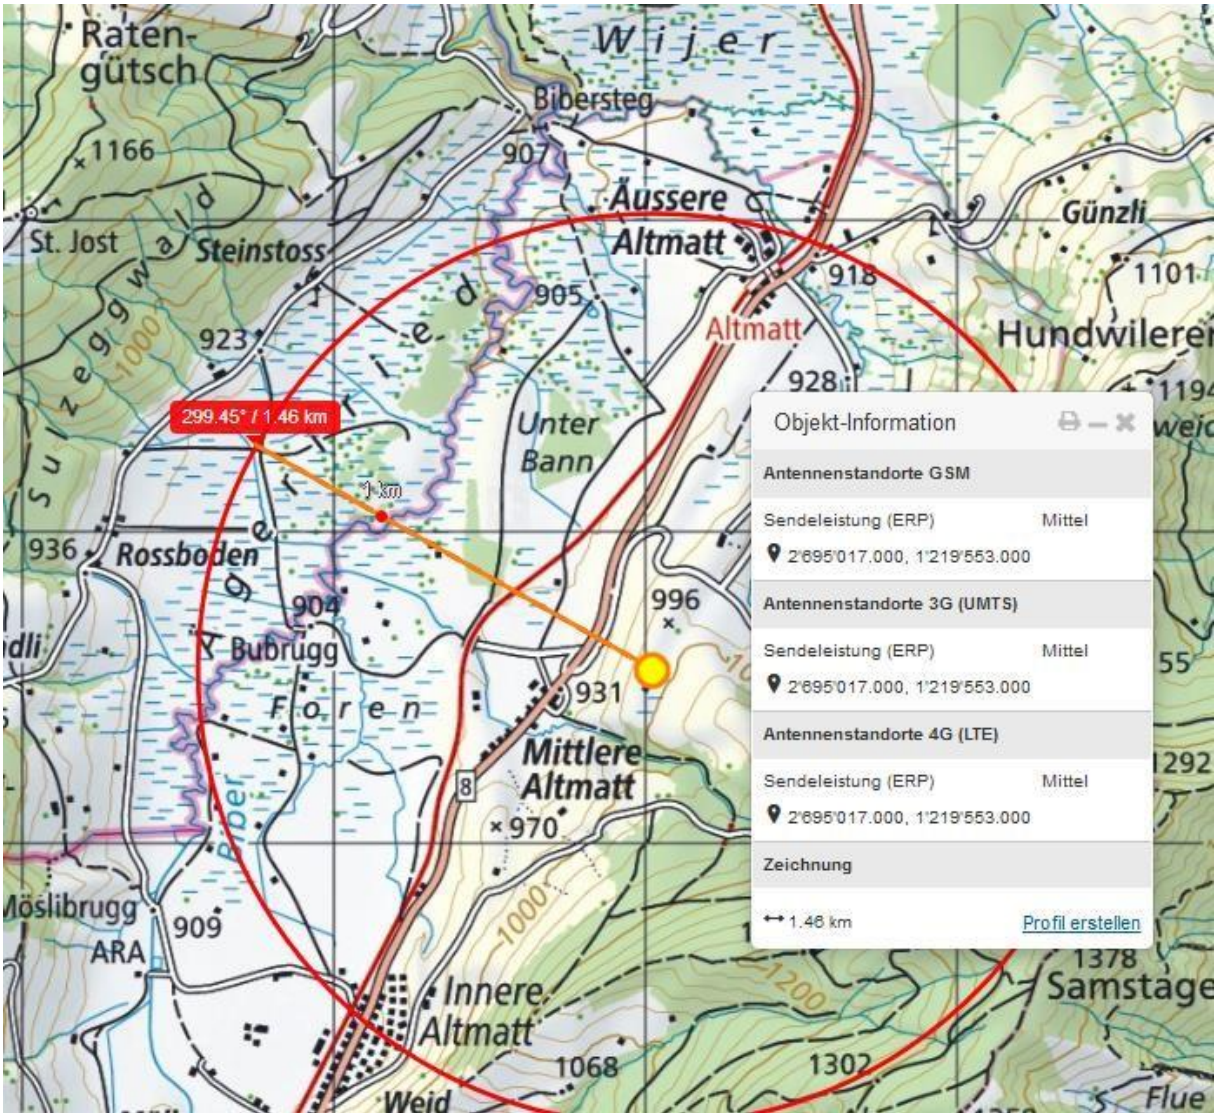 Raten-
gütsch
Wijer
Bibersteg
1166
907
Äussere
Altmatt
Günzli
St. Jost
Steinstoss
918
1101
905
Suzeggwald
1000
923
Altmatt
Hundwilerer
928
1194
weid
299.45° / 1.46 km
Unter
Bann
Ägerried
1 km
936
Rossboden
904
996
Bubrugg
55
Foren
931
Mittlere
Altmatt
1292
8
Biber
970
Möslibrugg
909
1000
ARA
1378
1200
Samstage
Innere
Altmatt
1068
1302
Weid
Flue
Objekt-Information
Antennenstandorte GSM
Sendeleistung (ERP) Mittel
2'695'017.000, 1'219'553.000
Antennenstandorte 3G (UMTS)
Sendeleistung (ERP) Mittel
2'695'017.000, 1'219'553.000
Antennenstandorte 4G (LTE)
Sendeleistung (ERP) Mittel
2'695'017.000, 1'219'553.000
Zeichnung
1.46 km Profil erstellen